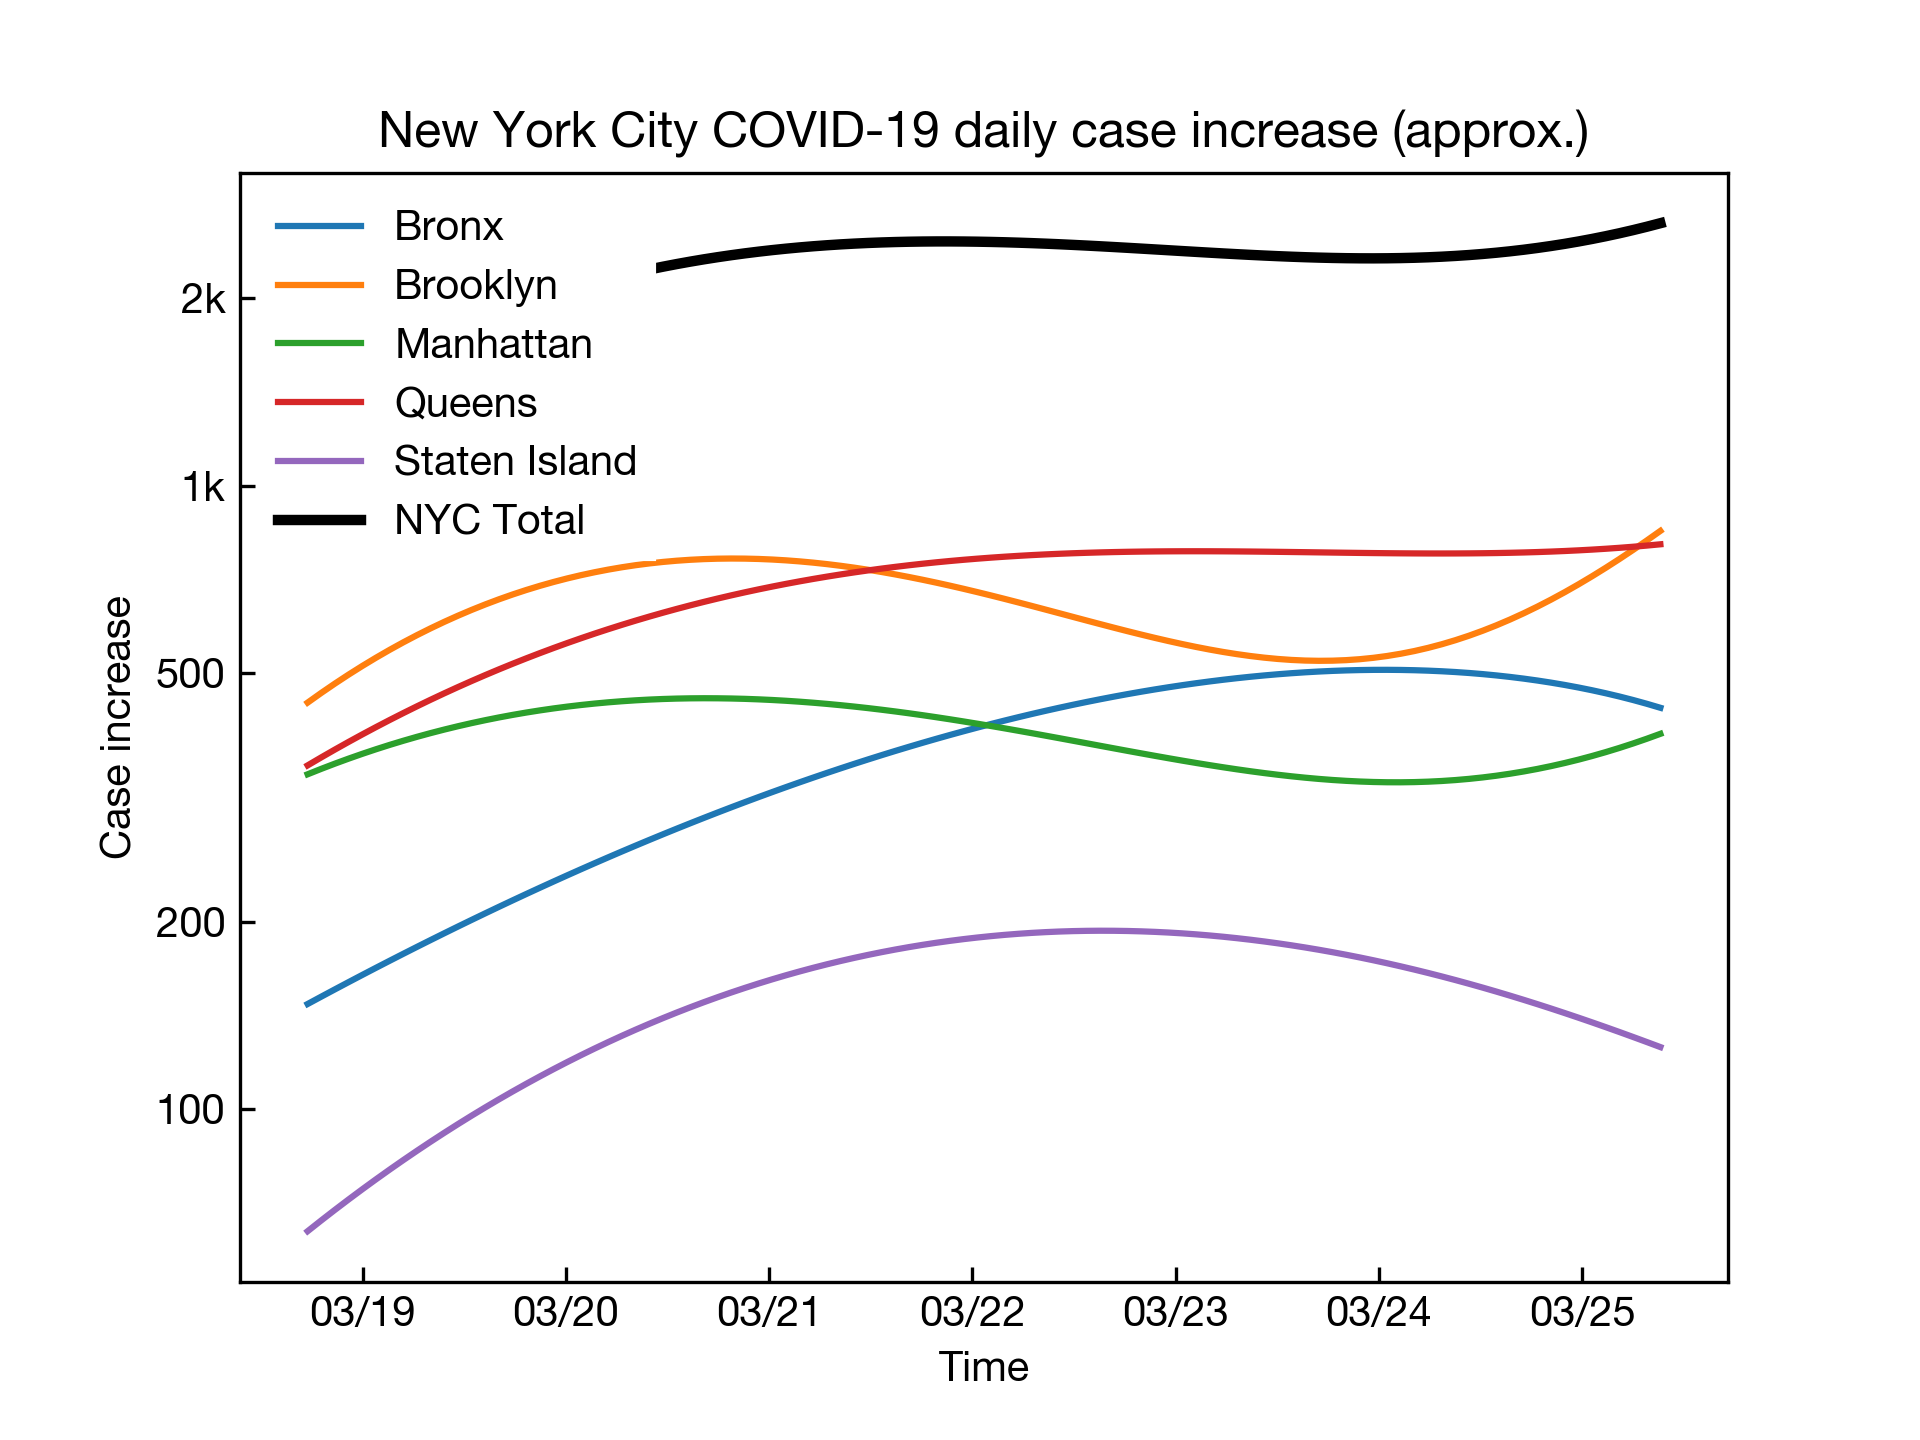 New York City COVID-19 daily case increase (approx.)
Bronx
Brooklyn
Manhattan
Queens
Staten Island
NYC Total
2k
1k
500
200
100
Case increase
03/19 03/20 03/21 03/22 03/23 03/24 03/25
Time